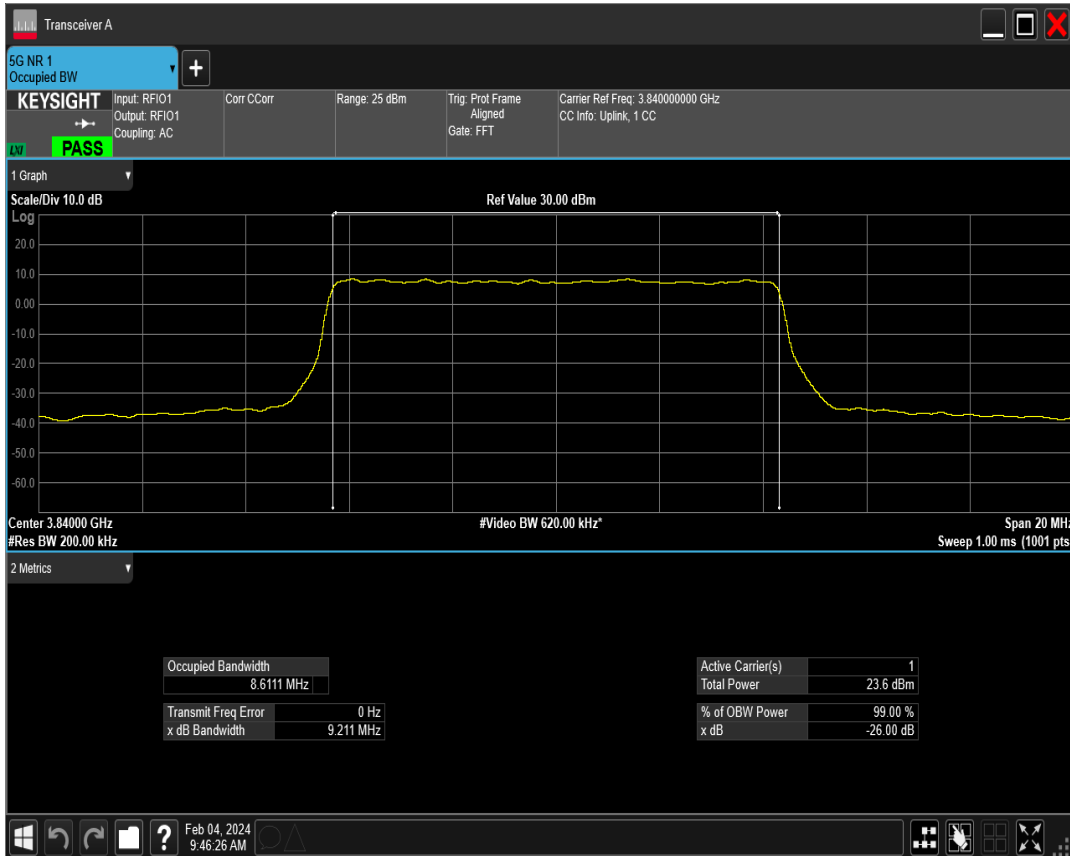 Transceiver A
5G NR 1
Occupied BW
+
KEYSIGHT
LXI
PASS
Input: RFIO1
Output: RFIO1
Coupling: AC
Corr CCorr
Range: 25 dBm
Trig: Prot Frame
Aligned
Gate: FFT
Carrier Ref Freq: 3.840000000 GHz
CC Info: Uplink, 1 CC
1 Graph
Scale/Div 10.0 dB
Ref Value 30.00 dBm
Log
20.0
10.0
0.00
-10.0
-20.0
-30.0
-40.0
-50.0
-60.0
Center 3.84000 GHz
#Video BW 620.00 kHz*
Span 20 MHz
#Res BW 200.00 kHz
Sweep 1.00 ms (1001 pts
2 Metrics
Occupied Bandwidth
8.6111 MHz
Transmit Freq Error 0 Hz
x dB Bandwidth 9.211 MHz
Active Carrier(s) 1
Total Power 23.6 dBm
% of OBW Power 99.00 %
x dB -26.00 dB
?
Feb 04, 2024
9:46:26 AM